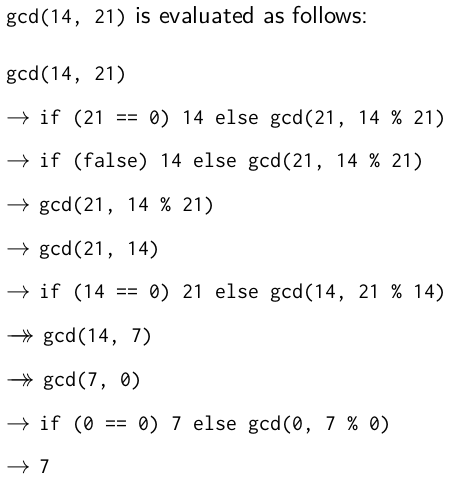 gcd(14, 21) is evaluated as follows:
gcd(14, 21)
→ if (21 == 0) 14 else gcd(21, 14 % 21)
→ if (false) 14 else gcd(21, 14 % 21)
→ gcd(21, 14 % 21)
→ gcd(21, 14)
→ if (14 == 0) 21 else gcd(14, 21 % 14)
↠ gcd(14, 7)
↠ gcd(7, 0)
→ if (0 == 0) 7 else gcd(0, 7 % 0)
→ 7